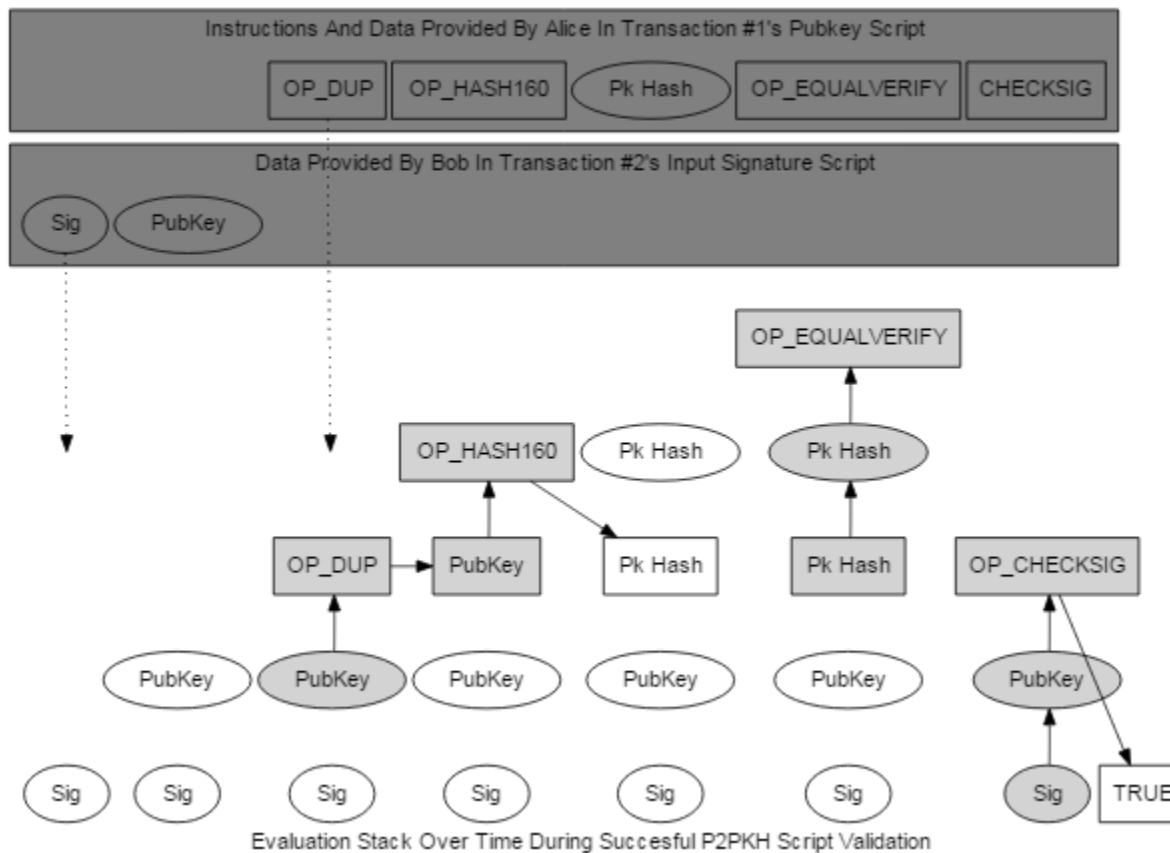 Instructions And Data Provided By Alice In Transaction #1's Pubkey Script
OP_DUP OP_HASH160 Pk Hash OP_EQUALVERIFY CHECKSIG
Data Provided By Bob In Transaction #2's Input Signature Script
Sig PubKey
OP_EQUALVERIFY
OP_HASH160 Pk Hash Pk Hash
OP_DUP PubKey Pk Hash Pk Hash OP_CHECKSIG
PubKey PubKey PubKey PubKey PubKey PubKey
Sig Sig Sig Sig Sig Sig Sig TRUE
Evaluation Stack Over Time During Succesful P2PKH Script Validation